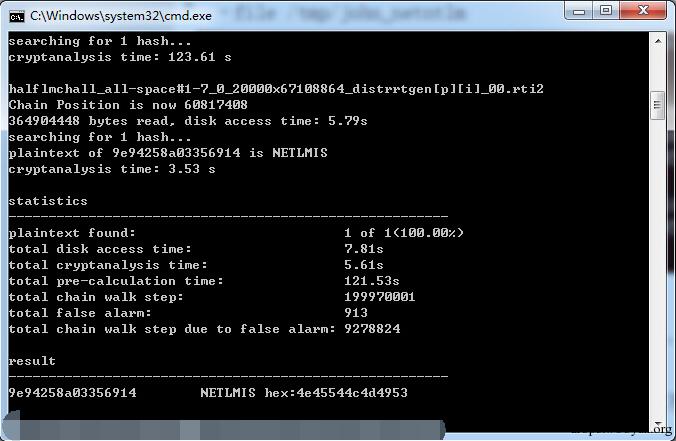 file /tmp/john_netntlm
C:\Windows\system32\cmd.exe
searching for 1 hash...
cryptanalysis time: 123.61 s
halflmchall_all-space#1-7_0_20000x67108864_distrrtgen[p][i]_00.rti2
Chain Position is now 60817408
364904448 bytes read, disk access time: 5.79s
searching for 1 hash...
plaintext of 9e94258a03356914 is NETLMIS
cryptanalysis time: 3.53 s
statistics
-------------------------------------------------------
plaintext found: 1 of 1(100.00%)
total disk access time: 7.81s
total cryptanalysis time: 5.61s
total pre-calculation time: 121.53s
total chain walk step: 199970001
total false alarm: 913
total chain walk step due to false alarm: 9278824
result
-------------------------------------------------------
9e94258a03356914 NETLMIS hex:4e45544c4d4953